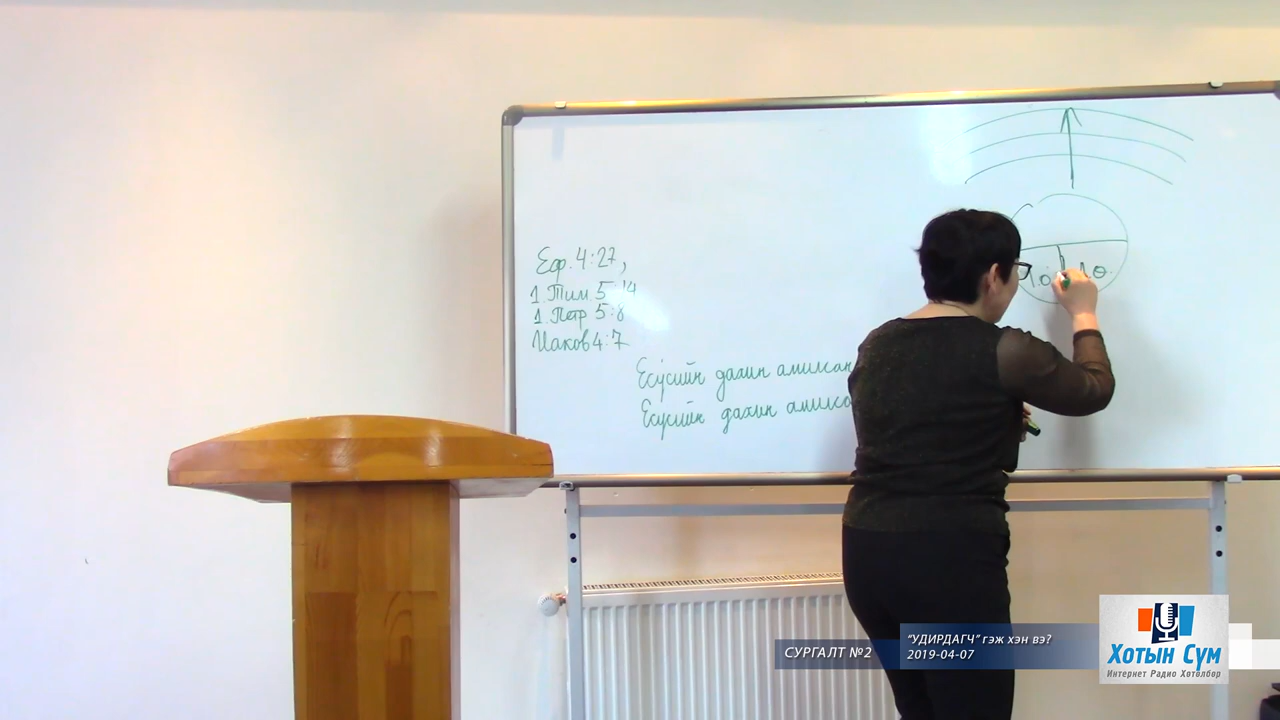 Еф. 4:27,
1.Тим. 5:14
1.Петр 5:8
Иаков 4:7
Есүсийн дахин амилсан
Есүсийн дахин
СУРГАЛТ №2
"УДИРДАГЧ" гэж хэн вэ?
2019-04-07
Хотын Сүм
Интернет Радио Хөтөлбөр